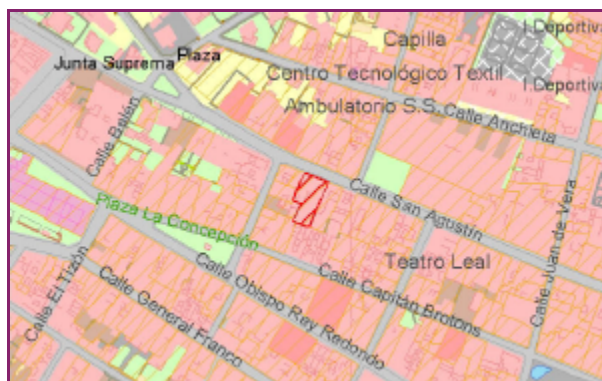 I.Deportiva
Capilla
Plaza
Junta Suprema
Centro Tecnológico Textil
I.Deportiva
Ambulatorio S.S.
Calle Anchieta
Calle Belén
Calle San Agustín
Calle Juan de Vera
Plaza La Concepción
Teatro Leal
Calle El Tizón
Calle Capitán Brotons
Calle Obispo Rey Redondo
Calle General Franco